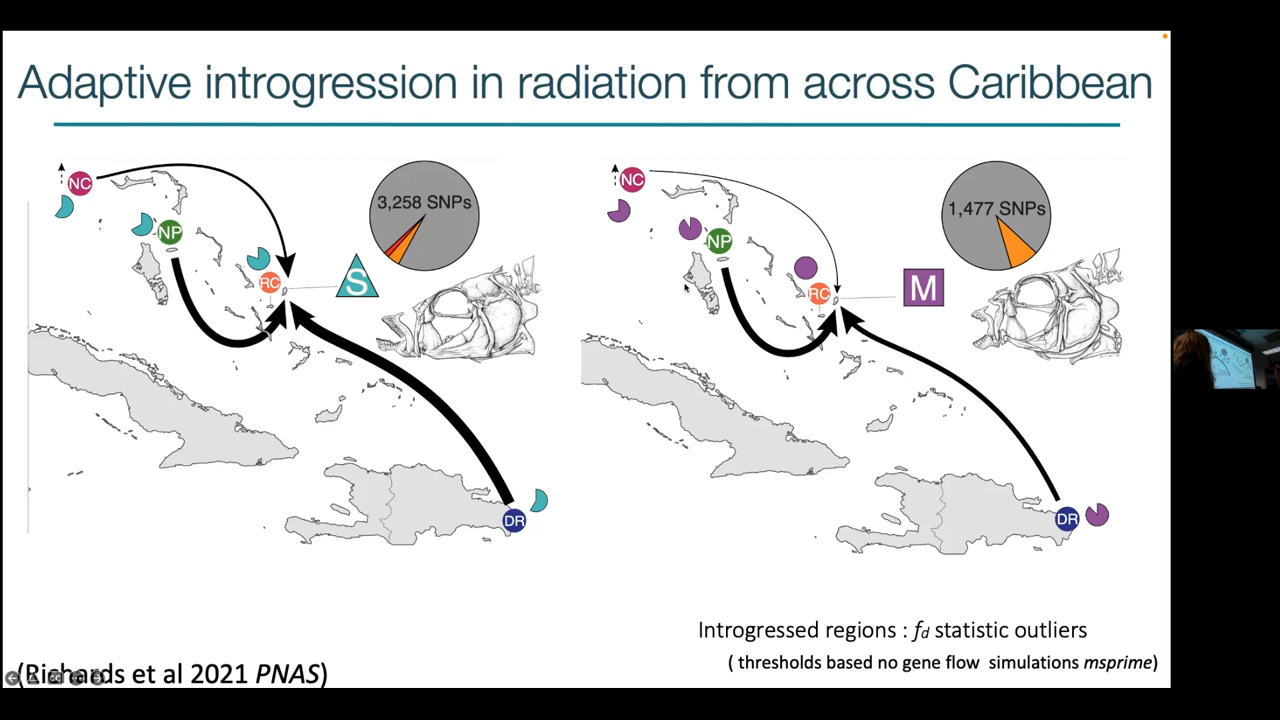 Adaptive introgression in radiation from across Caribbean
NC
NP
RC
3,258 SNPs
S
DR
NC
NP
RC
1,477 SNPs
M
DR
Introgressed regions : fd statistic outliers
( thresholds based no gene flow simulations msprime)
(Richards et al 2021 PNAS)